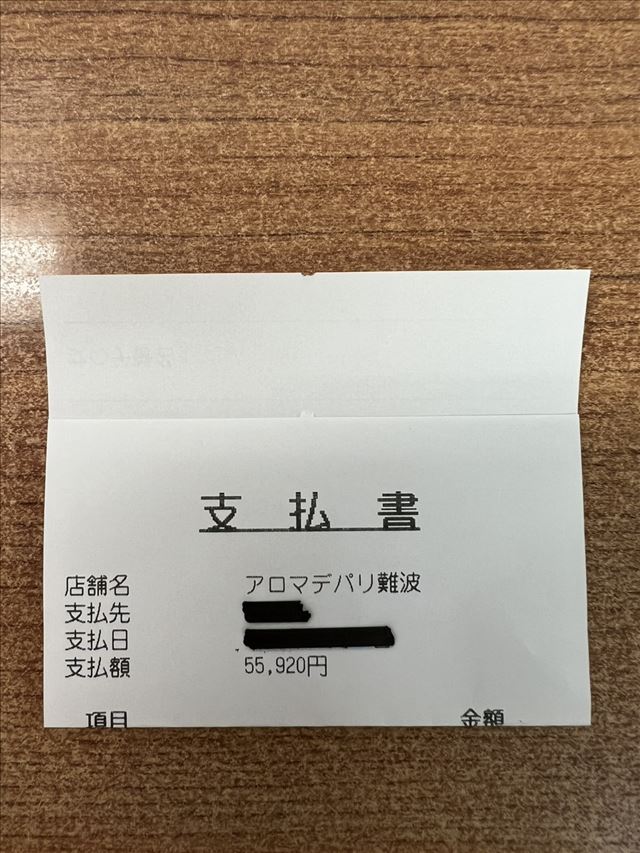 支払書
店舗名 アロマデパリ難波
支払先
支払日
支払額 55,920円
項目 金額